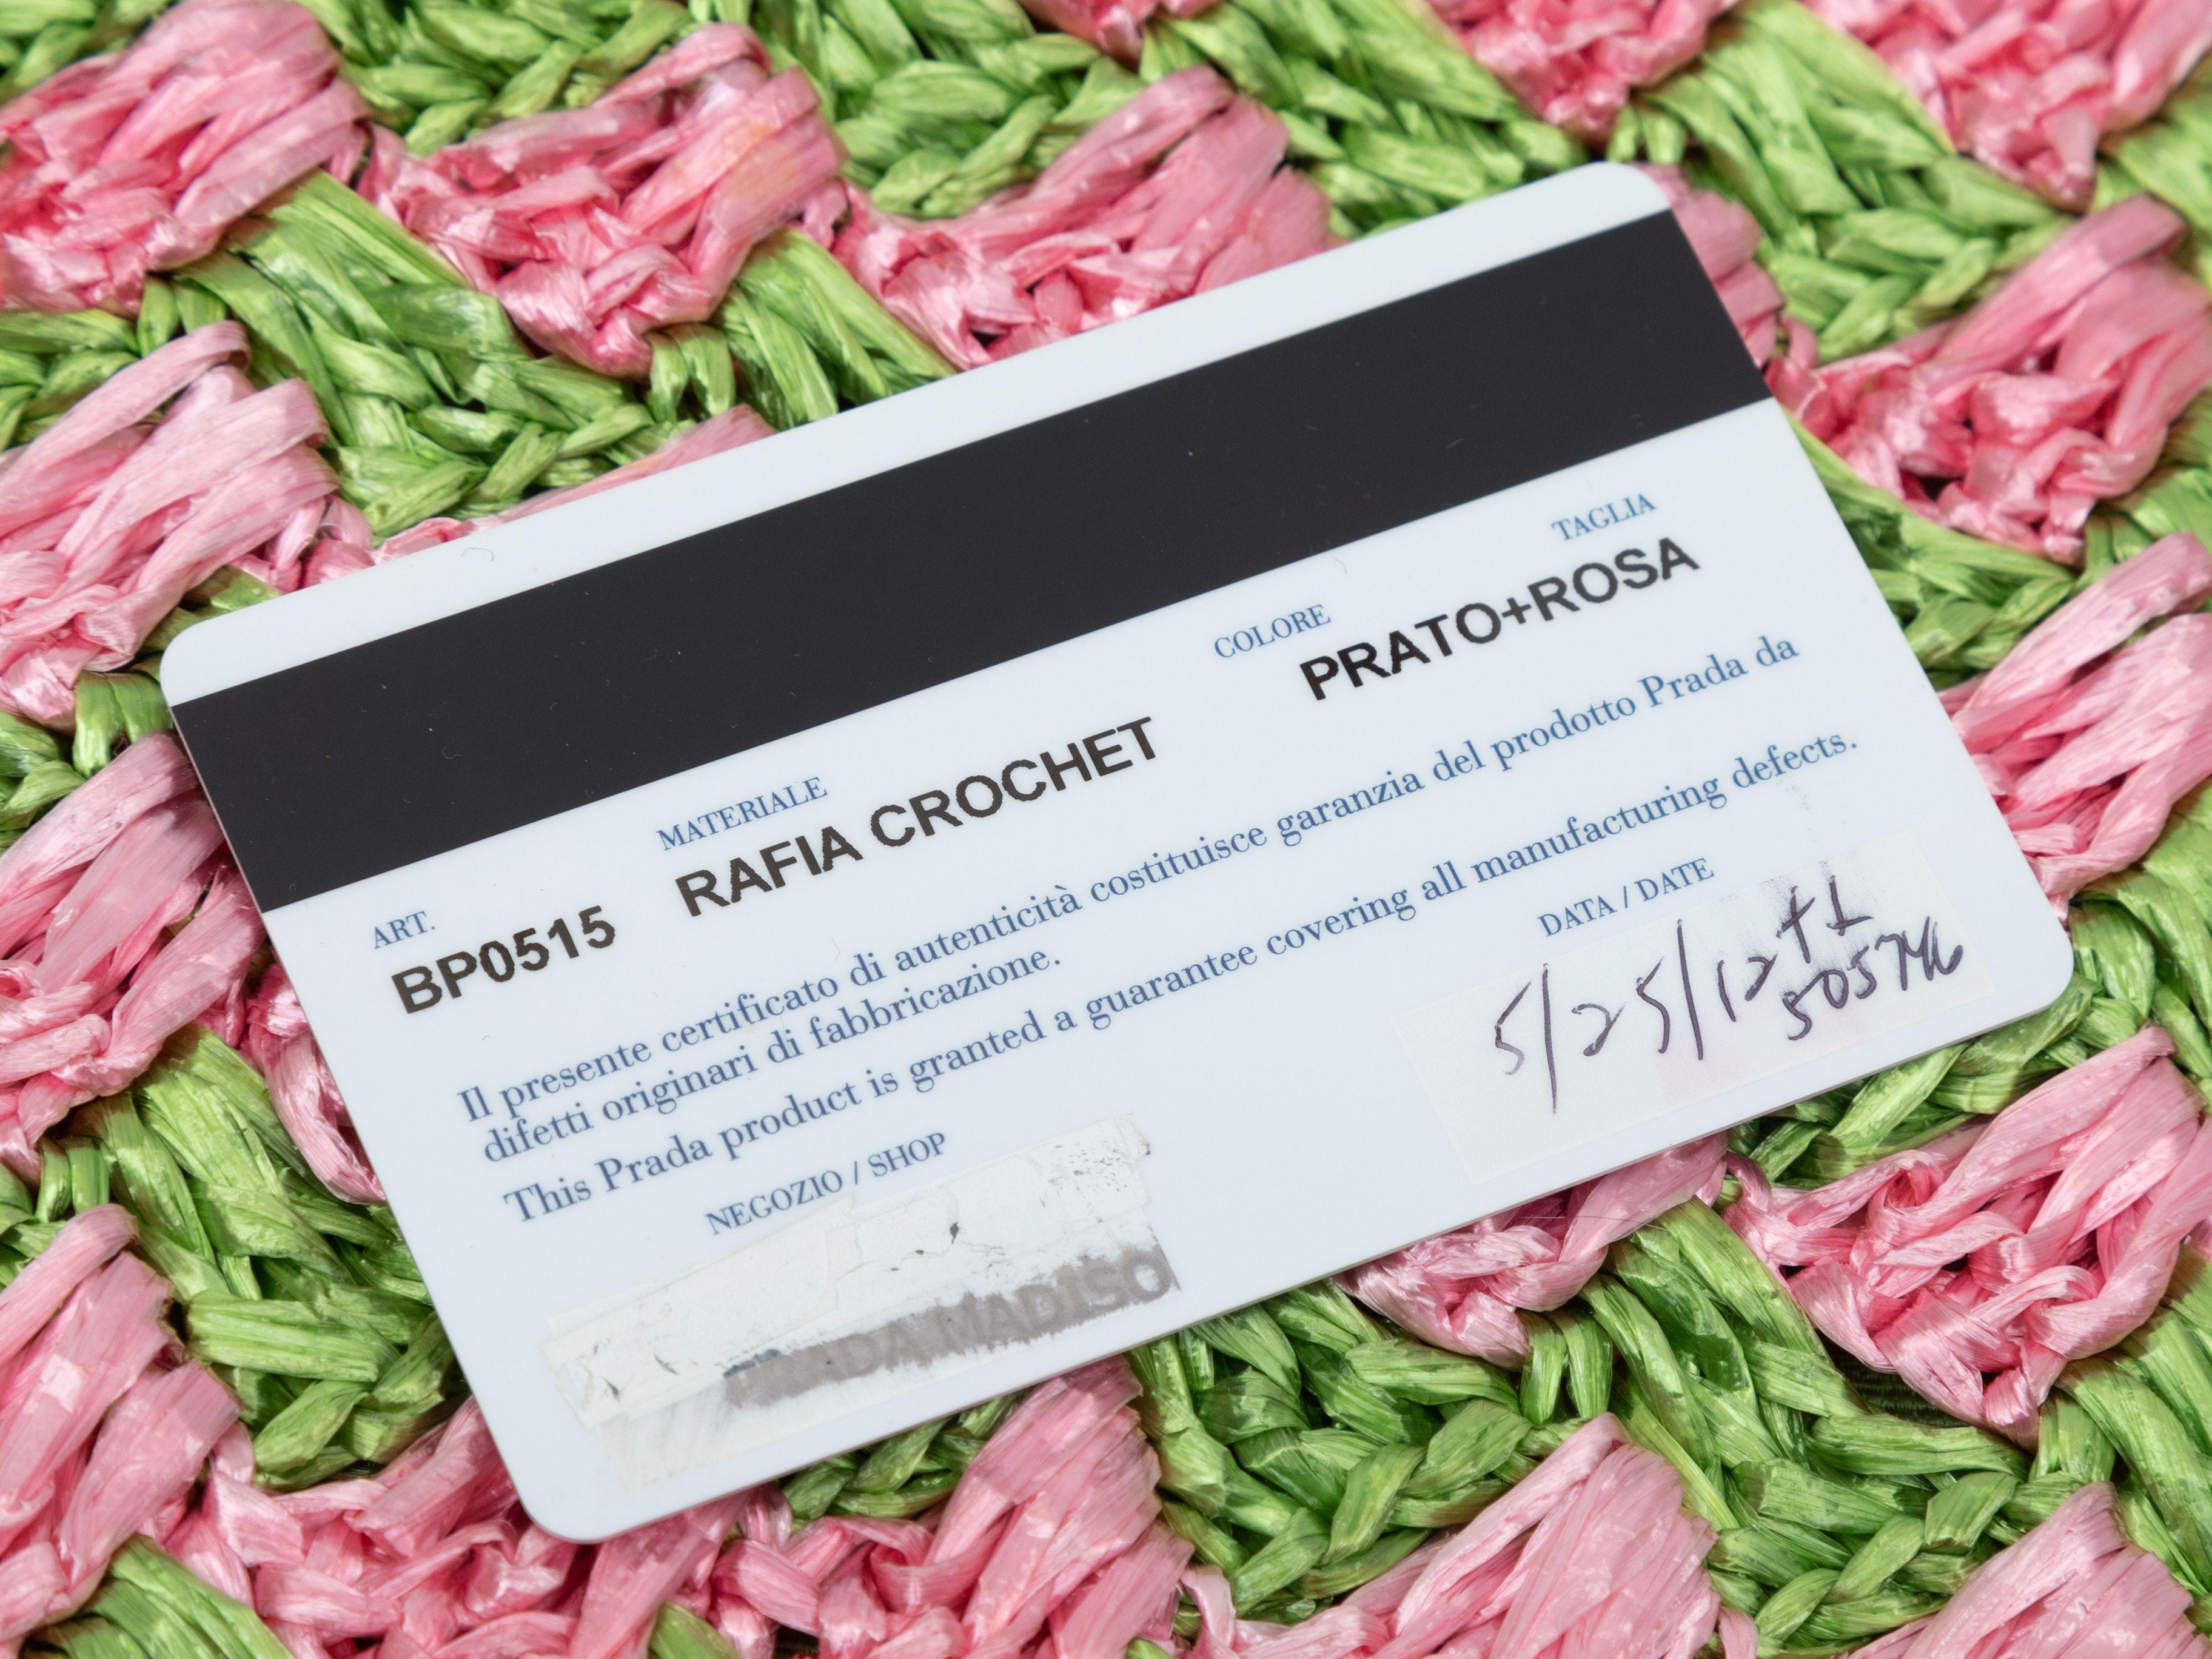 TAGLIA
COLORE
PRATO+ROSA
MATERIALE
RAFIA CROCHET
ART.
BP0515
Il presente certificato di autenticità costituisce garanzia del prodotto Prada da
difetti originari di fabbricazione.
This Prada product is granted a guarantee covering all manufacturing defects.
DATA / DATE
5/25/12
NEGOZIO / SHOP
PRADA MADISO